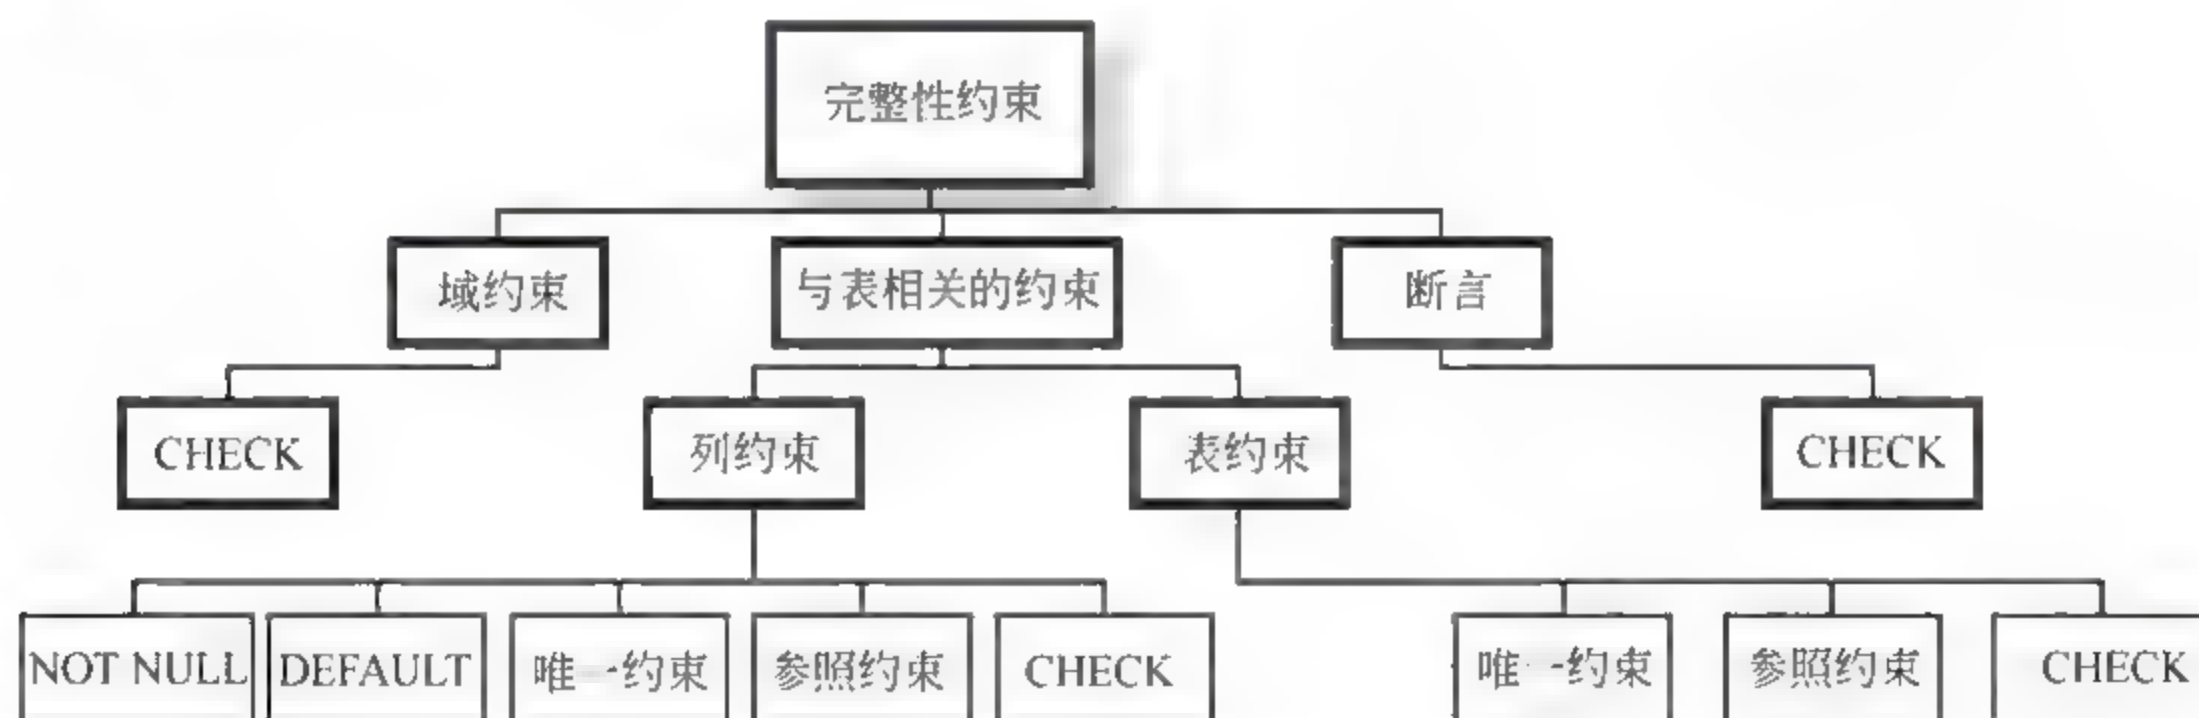 完整性约束
域约束
与表相关的约束
断言
CHECK
列约束
表约束
CHECK
NOT NULL
DEFAULT
唯一约束
参照约束
CHECK
唯一约束
参照约束
CHECK